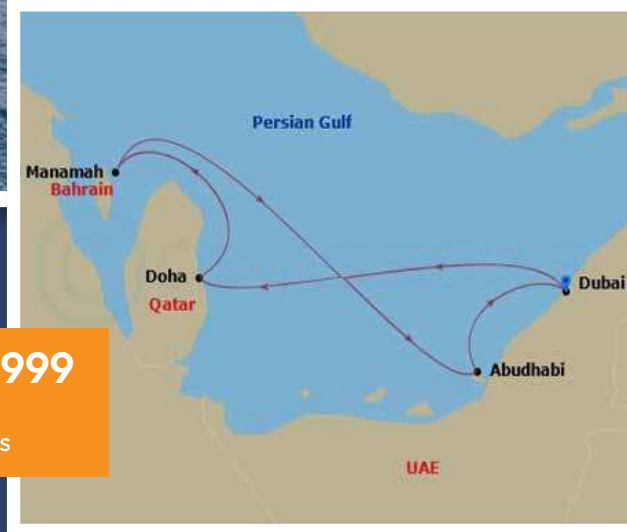 Persian Gulf
Manamah
Bahrain
Doha
Qatar
Dubai
Abudhabi
UAE
999
s